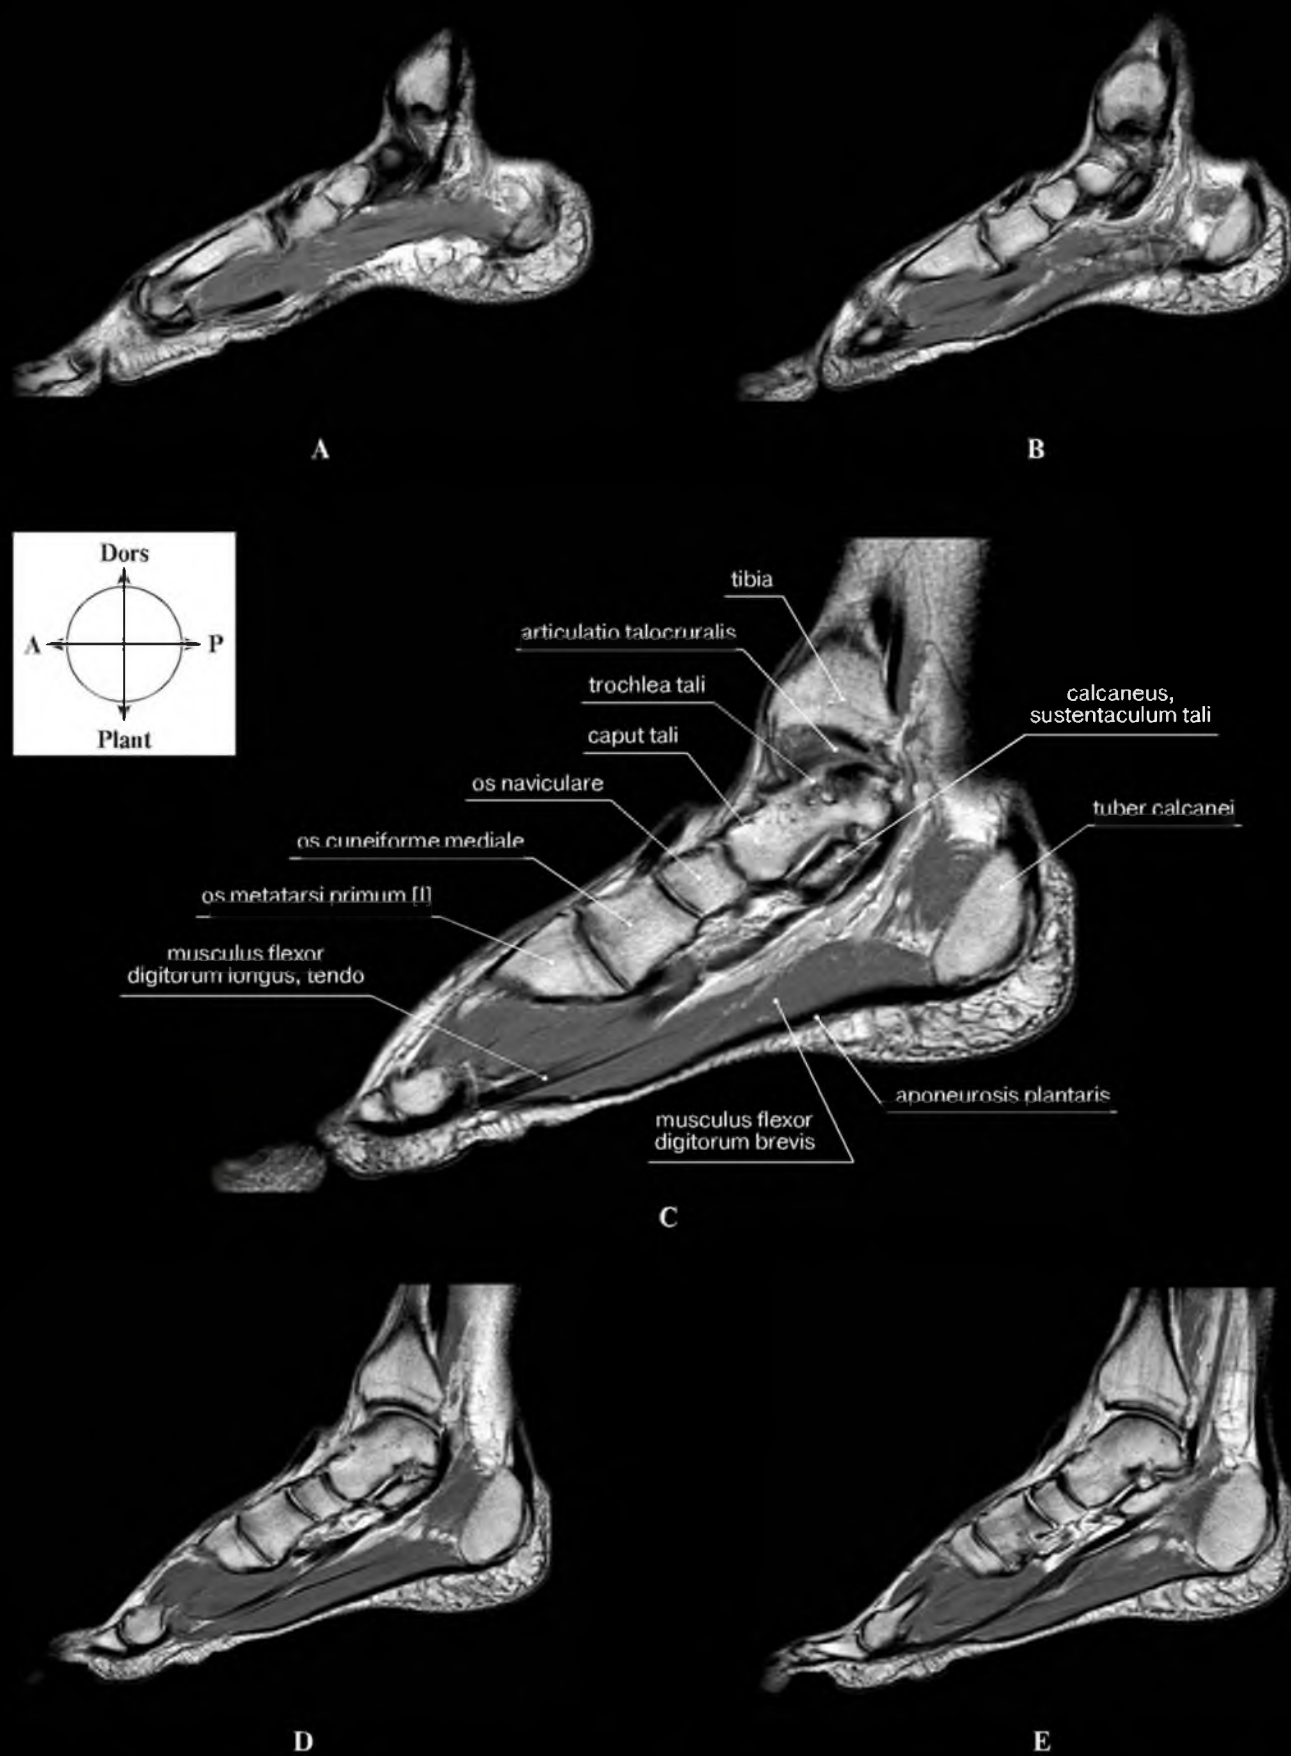 A
B
Dors
A
P
Plant
tibia
articulatio talocruralis
trochlea tali
caput tali
os naviculare
os cuneiforme mediale
os metatarsi primum [I]
musculus flexor
digitorum longus, tendo
calcaneus,
sustentaculum tali
tuber calcanei
aponeurosis plantaris
musculus flexor
digitorum brevis
C
D
E